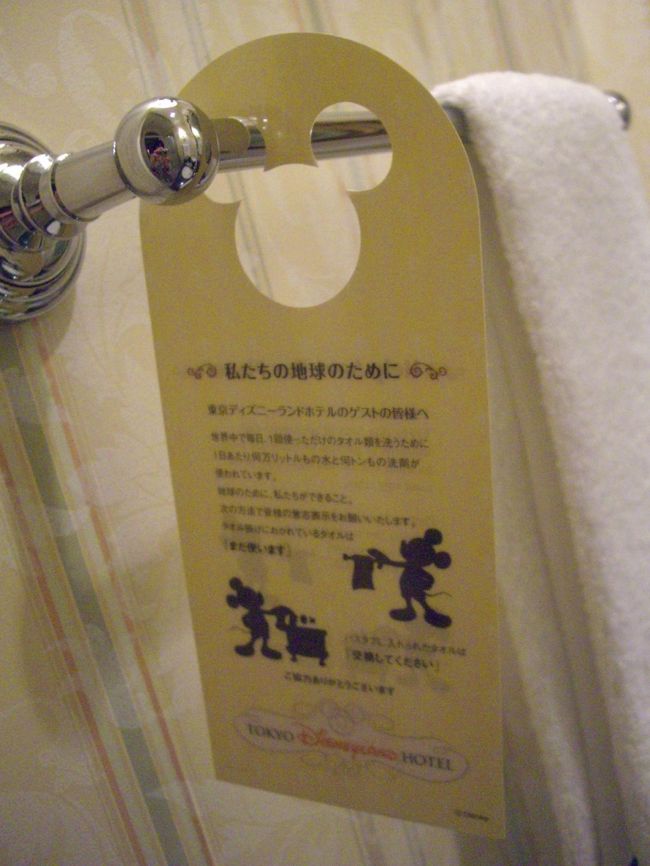 私たちの地球のために
東京ディズニーランドホテルのゲストの皆様へ
世界中で毎日、1回使っただけのタオル類を洗うために
1日あたり何万リットルもの水と何トンもの洗剤が
使われています。
地球のために、私たちができること。
次の方法で皆様の意志表示をお願いいたします。
タオル掛けにおかれているタオルは
「また使います」
バスタブに入れられたタオルは
「交換してください」
ご協力ありがとうございます
TOKYO DISNEYLAND HOTEL
© Disney